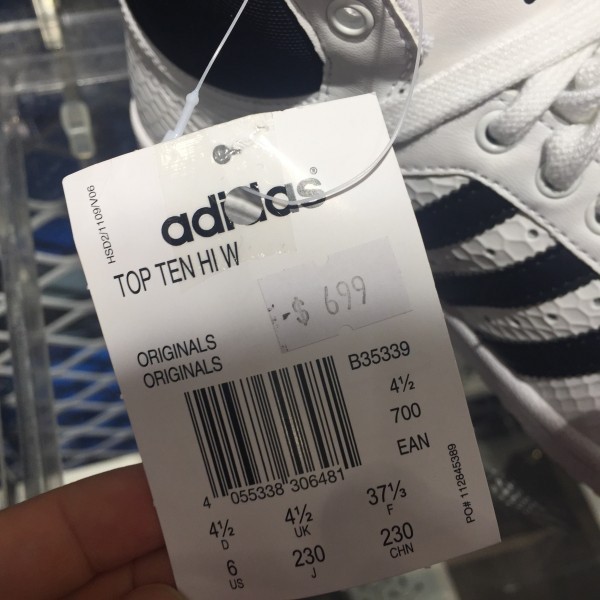 HSD2/1109/V06
adidas®
TOP TEN HI W
-$ 699
ORIGINALS
ORIGINALS
B35339
4½
700
EAN
4 055338 306481
PO# 112845389
4½ 4½ 37⅓
D UK F
6 230 230
US J CHN